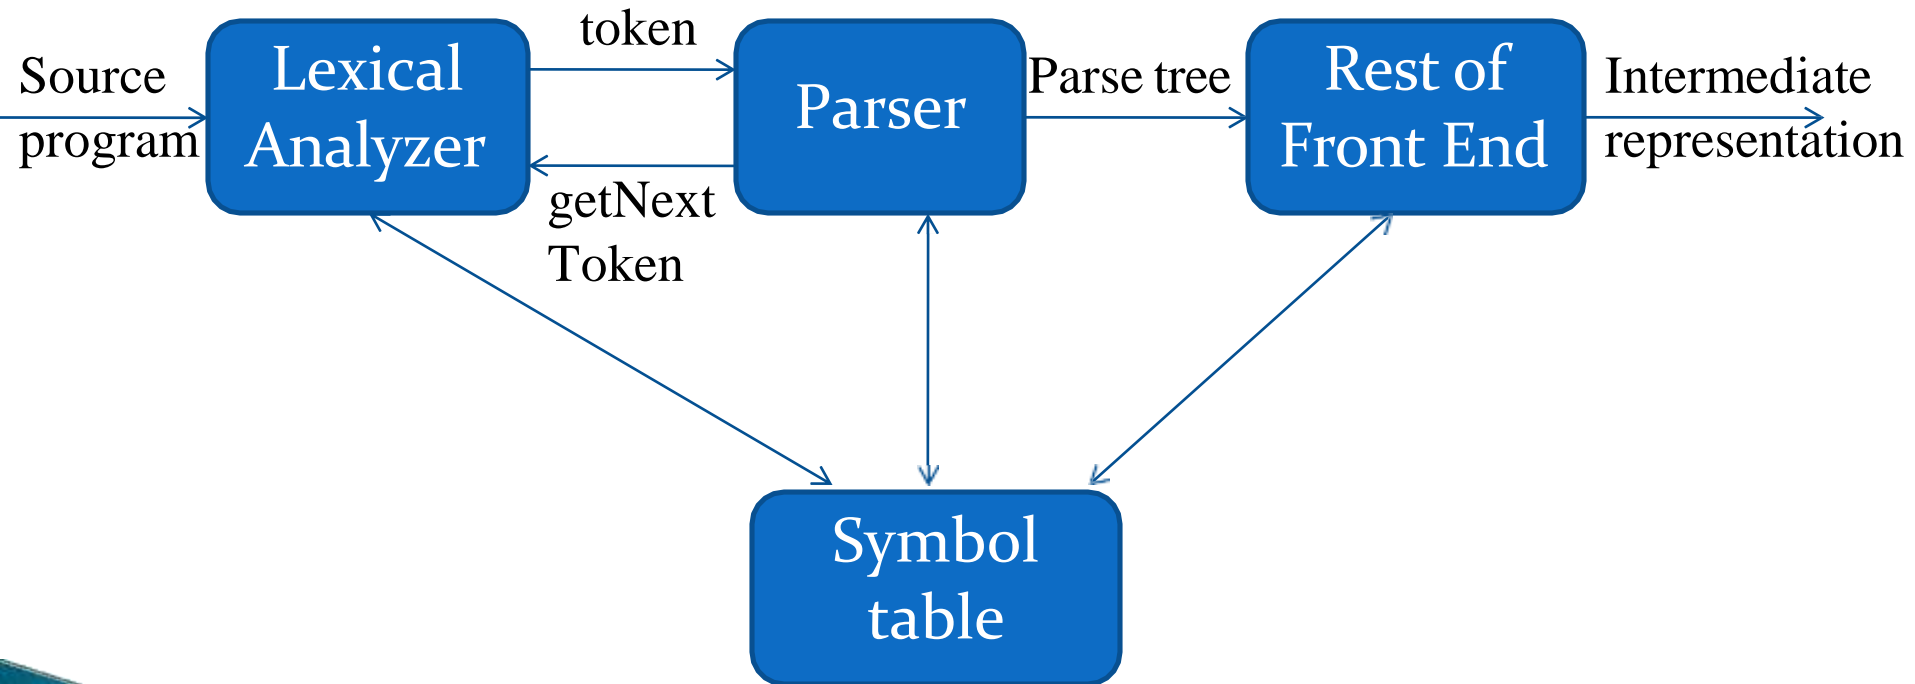 token
Source
program
Lexical
Analyzer
Parser
Parse tree
Rest of
Front End
Intermediate
representation
getNext
Token
Symbol
table